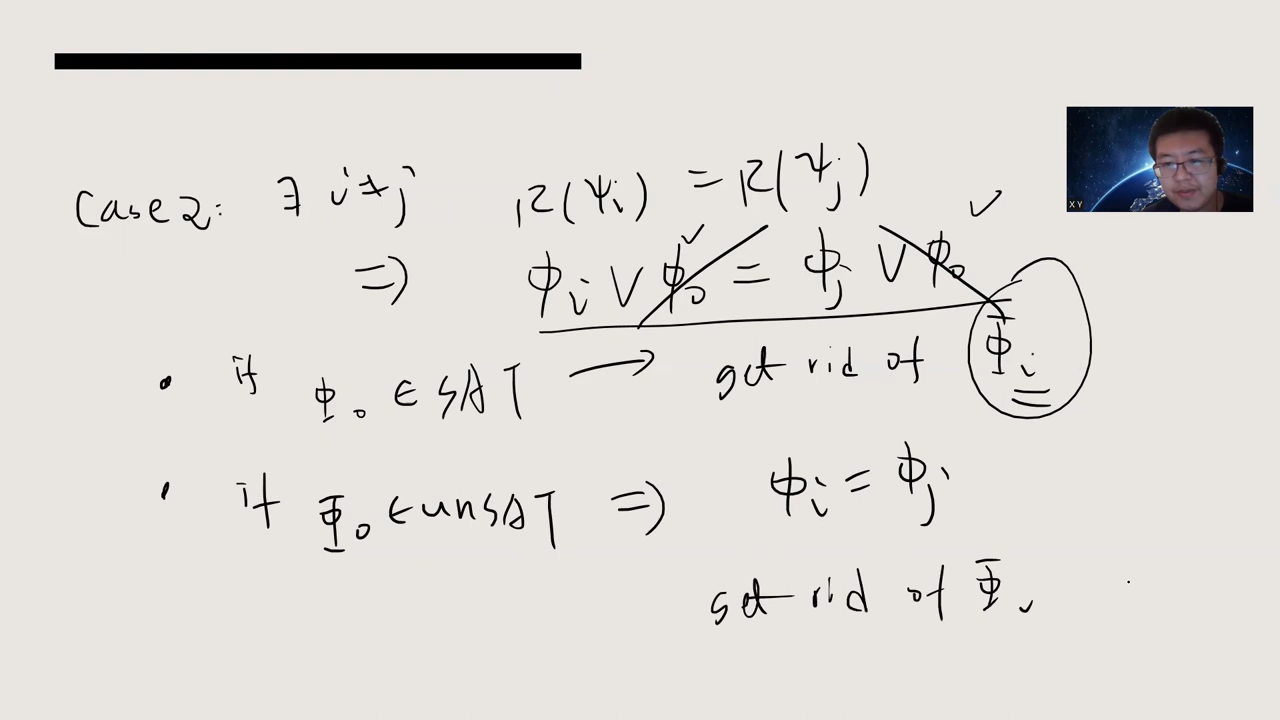 Case 2: ∃ i≠j R(Ψi) = R(Ψj) ✓
=> ϕi ∨ ϕ0 = ϕj ∨ ϕ0
• if Φ0 ∈ SAT → get rid of Φi
• if Φ0 ∈ unSAT => ϕi = ϕj
get rid of Φi
X Y